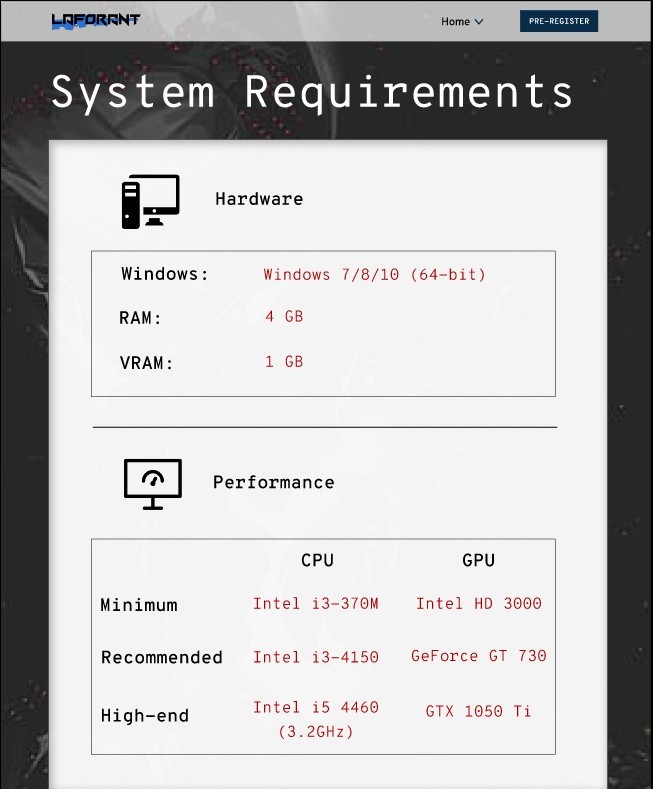 LAFORANT
Home
PRE-REGISTER
System Requirements
Hardware
Windows: Windows 7/8/10 (64-bit)
RAM: 4 GB
VRAM: 1 GB
Performance
CPU GPU
Minimum Intel i3-370M Intel HD 3000
Recommended Intel i3-4150 GeForce GT 730
High-end Intel i5 4460 GTX 1050 Ti
(3.2GHz)